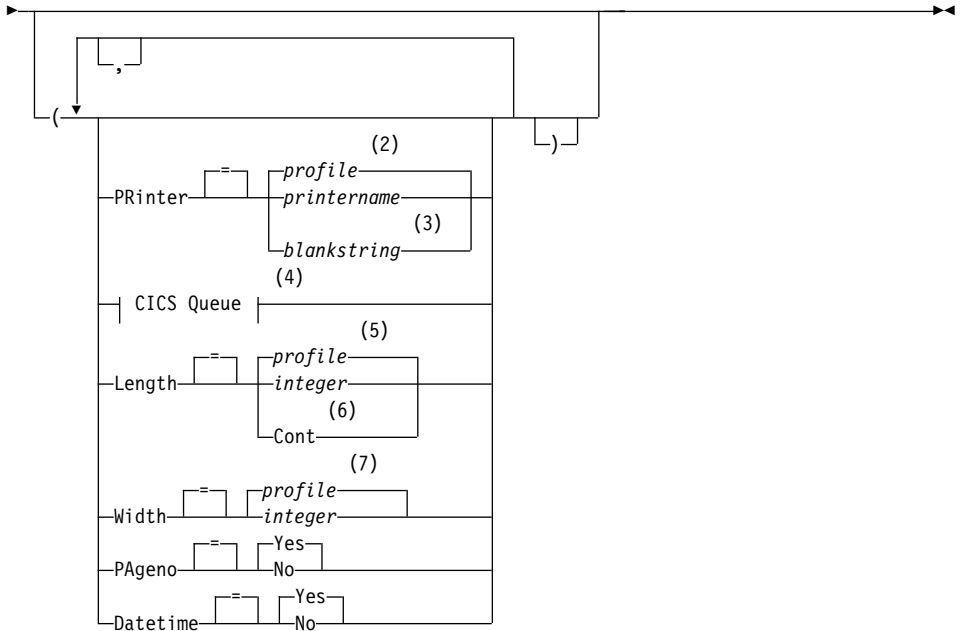 ,
(
)
(2)
PRinter = profile
printername
(3)
blankstring
(4)
CICS Queue
(5)
Length = profile
integer
(6)
Cont
(7)
Width = profile
integer
PAgeno = Yes
No
Datetime = Yes
No